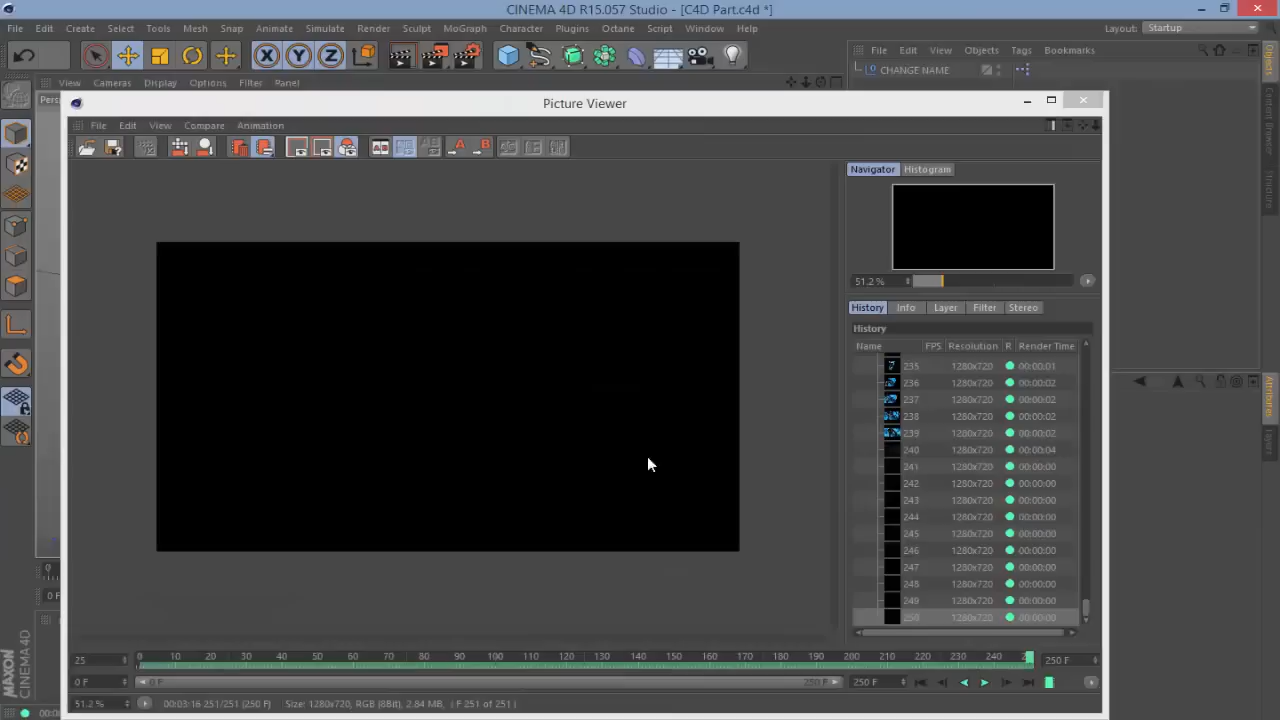 CINEMA 4D R15.057 Studio - [C4D Part.c4d *]
File Edit Create Select Tools Mesh Snap Animate Simulate Render Sculpt MoGraph Character Plugins Octane Script Window Help Layout: Startup
File Edit View Objects Tags Bookmarks
CHANGE NAME
View Cameras Display Options Filter Panel
Pers
Picture Viewer
File Edit View Compare Animation
Navigator Histogram
51.2 %
History Info Layer Filter Stereo
History
Name FPS Resolution R Render Time
235 1280x720 00:00:01
236 1280x720 00:00:02
237 1280x720 00:00:02
238 1280x720 00:00:02
239 1280x720 00:00:02
240 1280x720 00:00:04
241 1280x720 00:00:00
242 1280x720 00:00:00
243 1280x720 00:00:00
244 1280x720 00:00:00
245 1280x720 00:00:00
246 1280x720 00:00:00
247 1280x720 00:00:00
248 1280x720 00:00:00
249 1280x720 00:00:00
250 1280x720 00:00:00
25 0 10 20 30 40 50 60 70 80 90 100 110 120 130 140 150 160 170 180 190 200 210 220 230 240 250 F
0 F 0 F 250 F 250 F
51.2 % 00:03:16 251/251 (250 F) Size: 1280x720, RGB (8Bit), 2.84 MB, ( F 251 of 251 )
Objects
Content Browser
Structure
Attributes
Layers
MAXON
CINEMA 4D